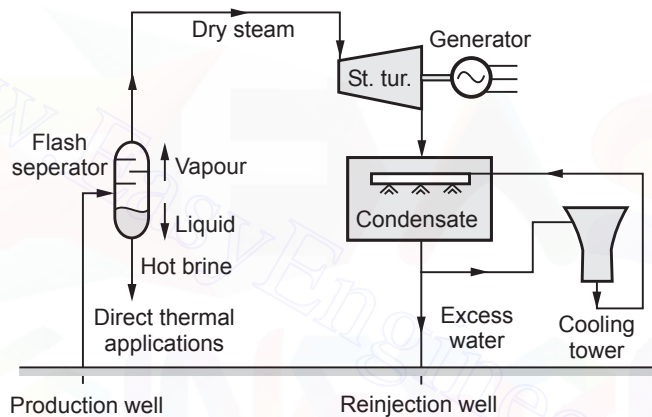 Dry steam
Generator
St. tur.
Flash
seperator
Vapour
Liquid
Condensate
Hot brine
Direct thermal
applications
Excess
water
Cooling
tower
Production well
Reinjection well